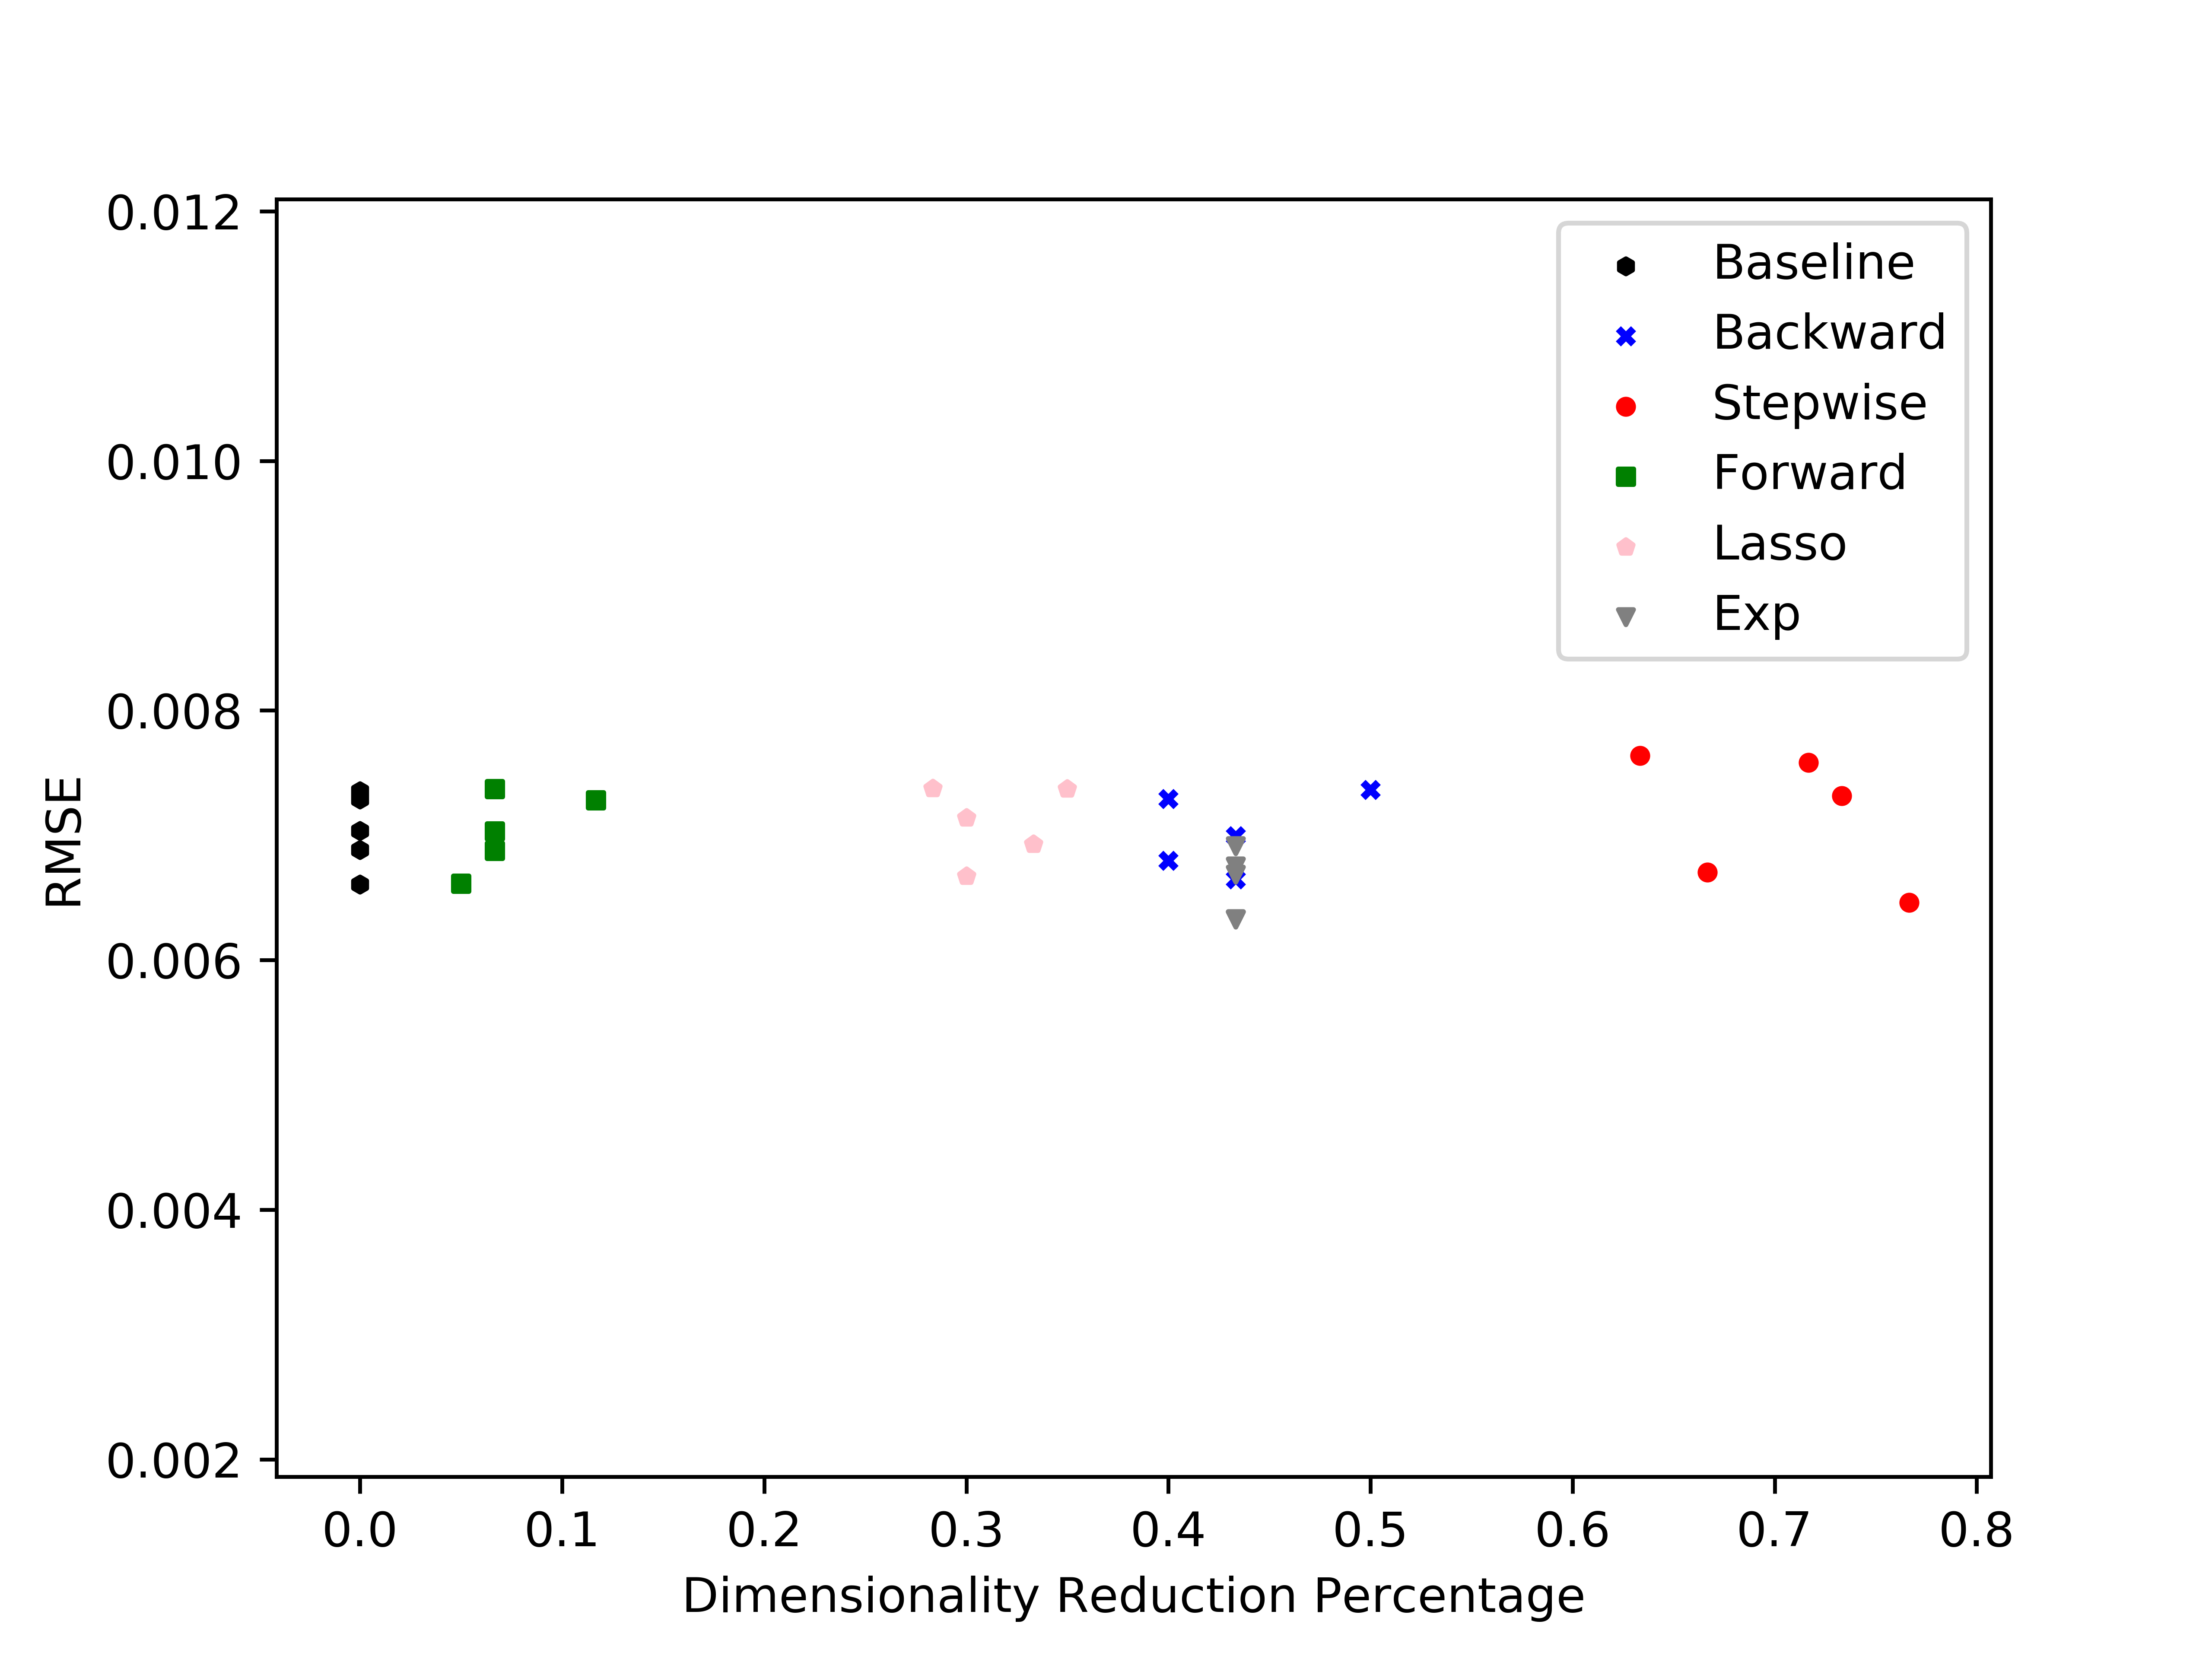 0.012
0.010
0.008
0.006
0.004
0.002
RMSE
Baseline
Backward
Stepwise
Forward
Lasso
Exp
0.0 0.1 0.2 0.3 0.4 0.5 0.6 0.7 0.8
Dimensionality Reduction Percentage